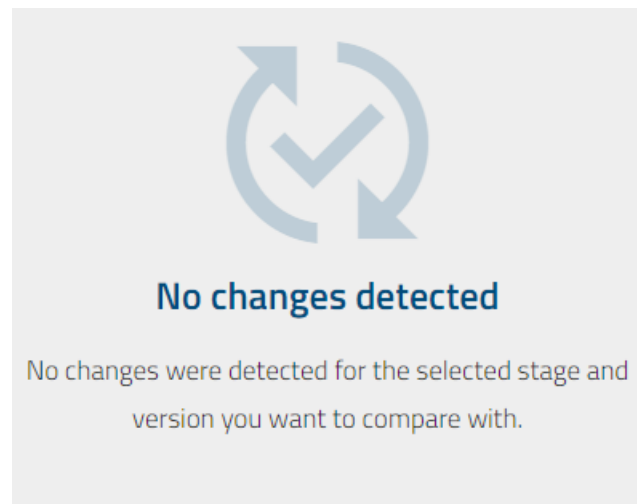 No changes detected
No changes were detected for the selected stage and
version you want to compare with.